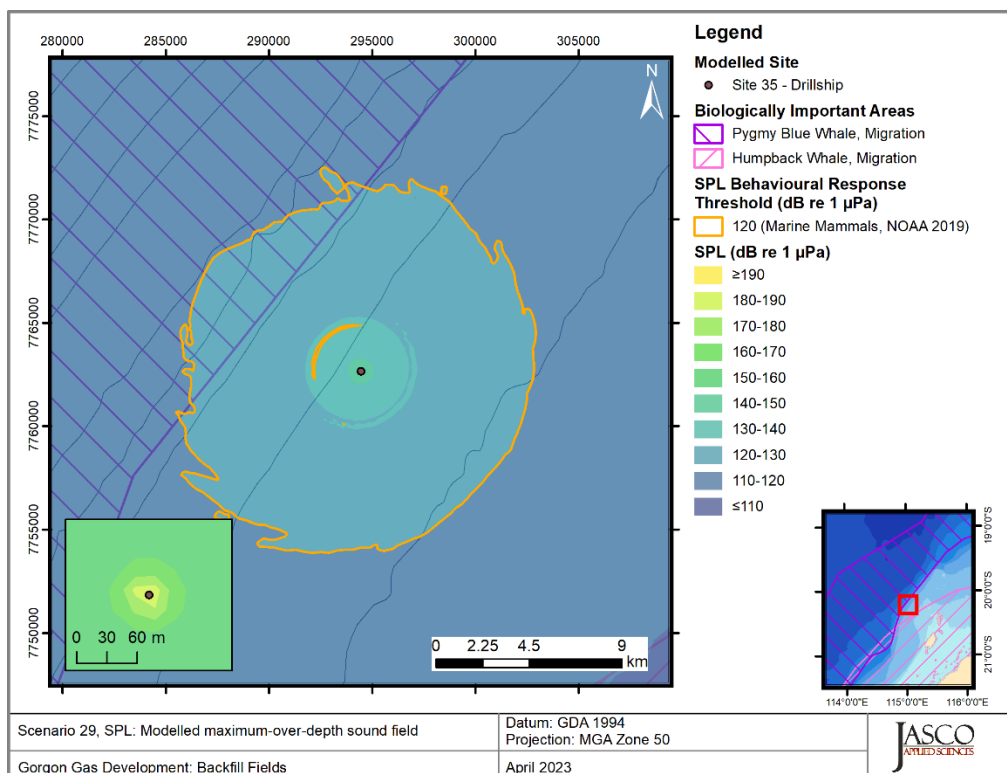 280000 285000 290000 295000 300000 305000
7775000
7770000
7765000
7760000
7755000
7750000
N
0 30 60 m
0 2.25 4.5 9
km
Legend
Modelled Site
Site 35 - Drillship
Biologically Important Areas
Pygmy Blue Whale, Migration
Humpback Whale, Migration
SPL Behavioural Response
Threshold (dB re 1 µPa)
120 (Marine Mammals, NOAA 2019)
SPL (dB re 1 µPa)
≥190
180-190
170-180
160-170
150-160
140-150
130-140
120-130
110-120
≤110
19°0'0"S
20°0'0"S
21°0'0"S
114°0'0"E 115°0'0"E 116°0'0"E
Scenario 29, SPL: Modelled maximum-over-depth sound field
Datum: GDA 1994
Projection: MGA Zone 50
Gorgon Gas Development: Backfill Fields
April 2023
JASCO
APPLIED SCIENCES